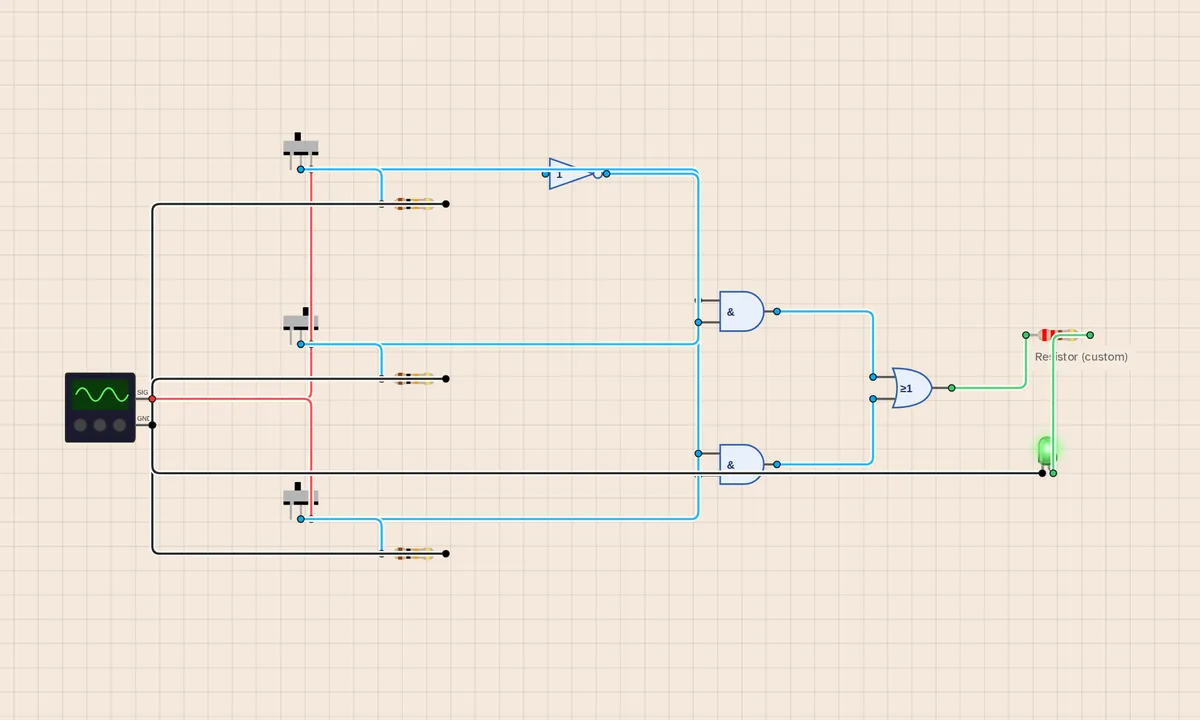 1
&
SIG
GND
≥1
Resistor (custom)
&